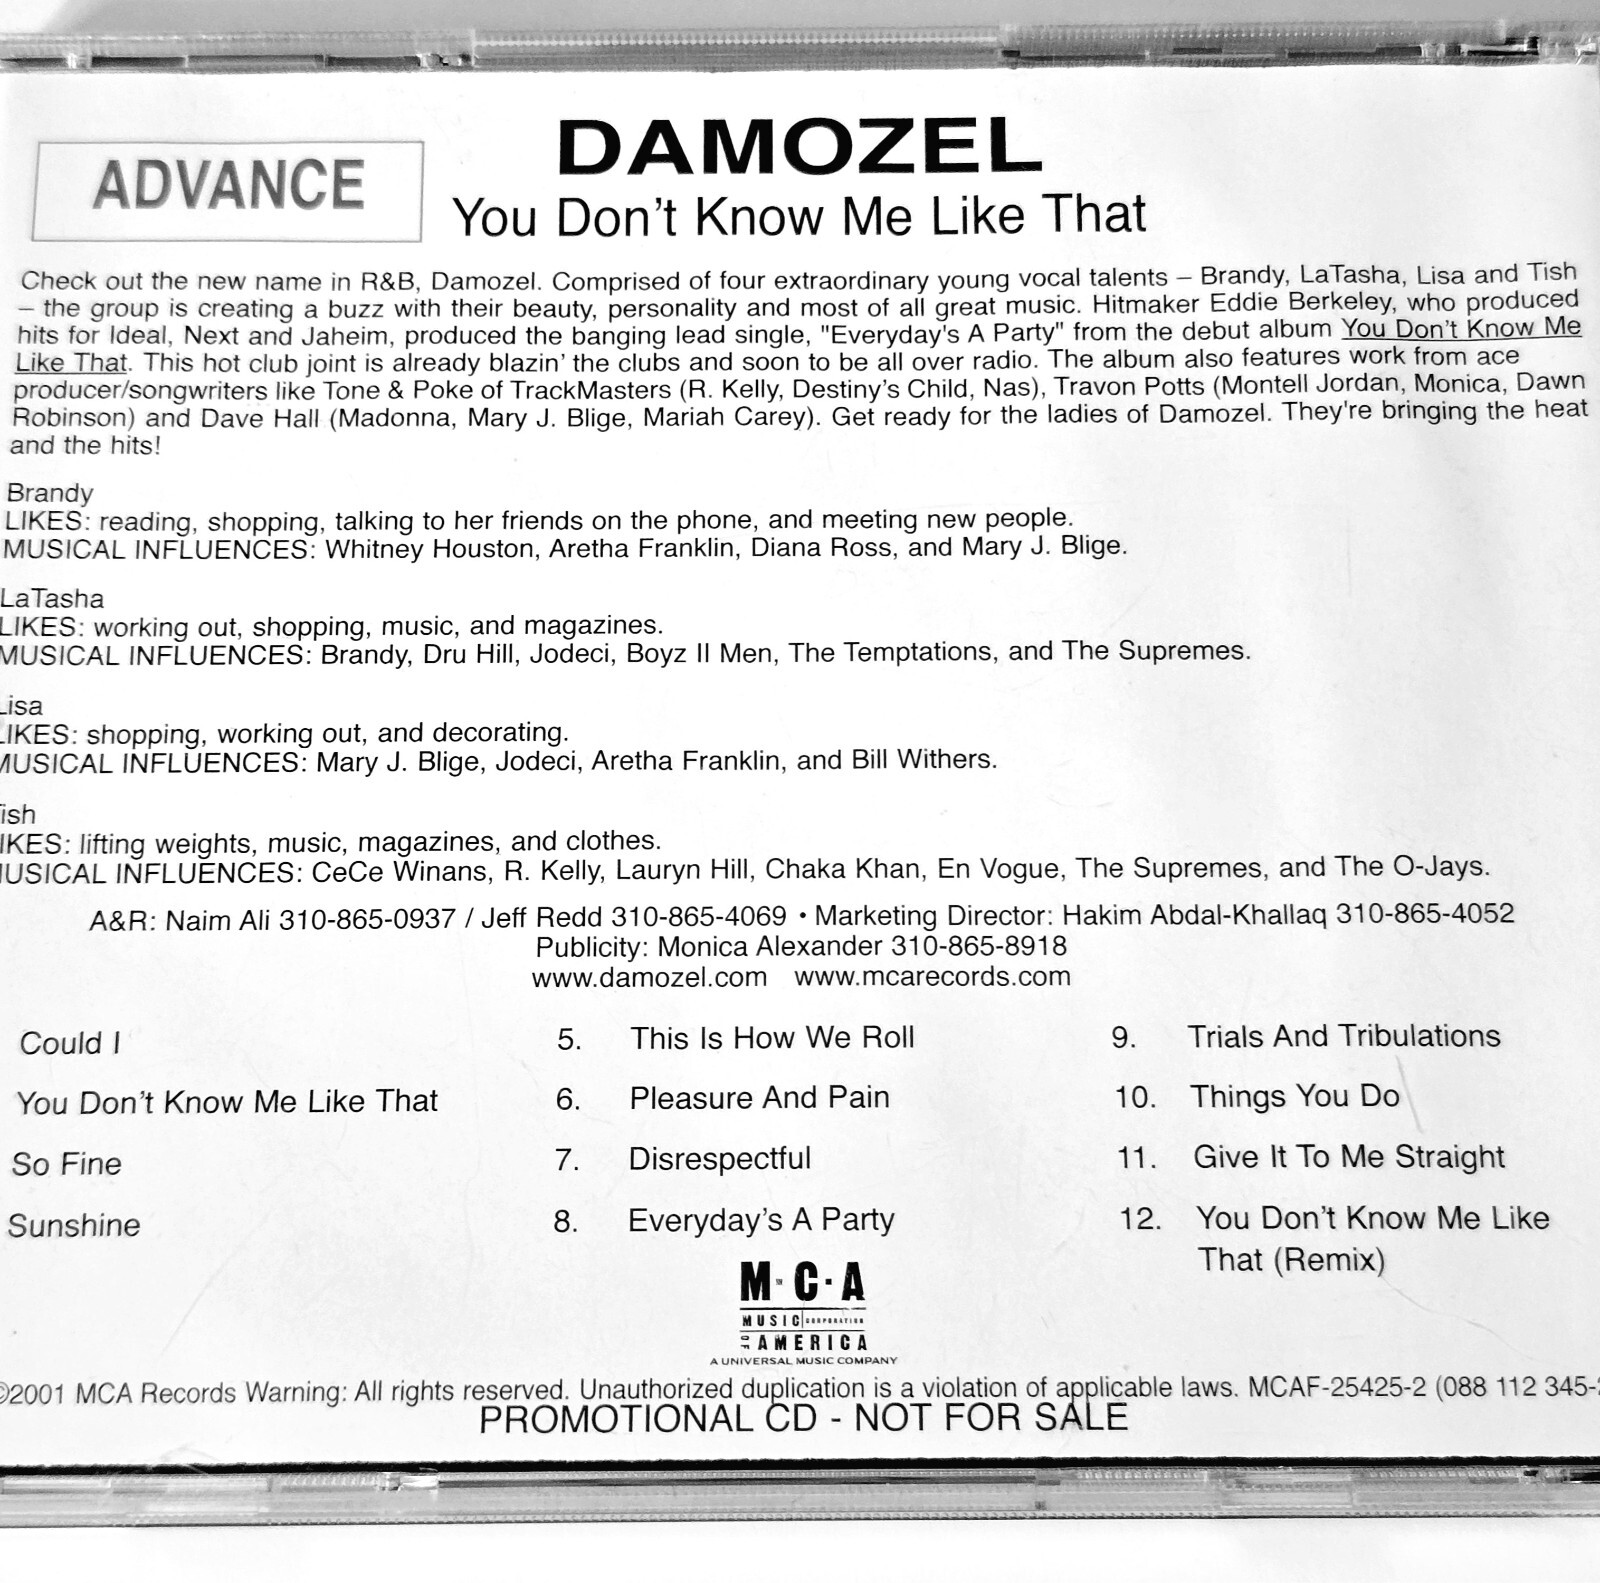 ADVANCE
DAMOZEL
You Don't Know Me Like That
Check out the new name in R&B, Damozel. Comprised of four extraordinary young vocal talents – Brandy, LaTasha, Lisa and Tish
– the group is creating a buzz with their beauty, personality and most of all great music. Hitmaker Eddie Berkeley, who produced
hits for Ideal, Next and Jaheim, produced the banging lead single, "Everyday's A Party" from the debut album You Don't Know Me
Like That. This hot club joint is already blazin' the clubs and soon to be all over radio. The album also features work from ace
producer/songwriters like Tone & Poke of TrackMasters (R. Kelly, Destiny's Child, Nas), Travon Potts (Montell Jordan, Monica, Dawn
Robinson) and Dave Hall (Madonna, Mary J. Blige, Mariah Carey). Get ready for the ladies of Damozel. They're bringing the heat
and the hits!
Brandy
LIKES: reading, shopping, talking to her friends on the phone, and meeting new people.
MUSICAL INFLUENCES: Whitney Houston, Aretha Franklin, Diana Ross, and Mary J. Blige.
LaTasha
LIKES: working out, shopping, music, and magazines.
MUSICAL INFLUENCES: Brandy, Dru Hill, Jodeci, Boyz II Men, The Temptations, and The Supremes.
Lisa
LIKES: shopping, working out, and decorating.
MUSICAL INFLUENCES: Mary J. Blige, Jodeci, Aretha Franklin, and Bill Withers.
ish
IKES: lifting weights, music, magazines, and clothes.
USICAL INFLUENCES: CeCe Winans, R. Kelly, Lauryn Hill, Chaka Khan, En Vogue, The Supremes, and The O-Jays.
A&R: Naim Ali 310-865-0937 / Jeff Redd 310-865-4069 • Marketing Director: Hakim Abdal-Khallaq 310-865-4052
Publicity: Monica Alexander 310-865-8918
www.damozel.com www.mcarecords.com
Could I
You Don't Know Me Like That
So Fine
Sunshine
5. This Is How We Roll
6. Pleasure And Pain
7. Disrespectful
8. Everyday's A Party
9. Trials And Tribulations
10. Things You Do
11. Give It To Me Straight
12. You Don't Know Me Like
That (Remix)
M·C·A
MUSIC CORPORATION
OF AMERICA
A UNIVERSAL MUSIC COMPANY
©2001 MCA Records Warning: All rights reserved. Unauthorized duplication is a violation of applicable laws. MCAF-25425-2 (088 112 345-
PROMOTIONAL CD - NOT FOR SALE